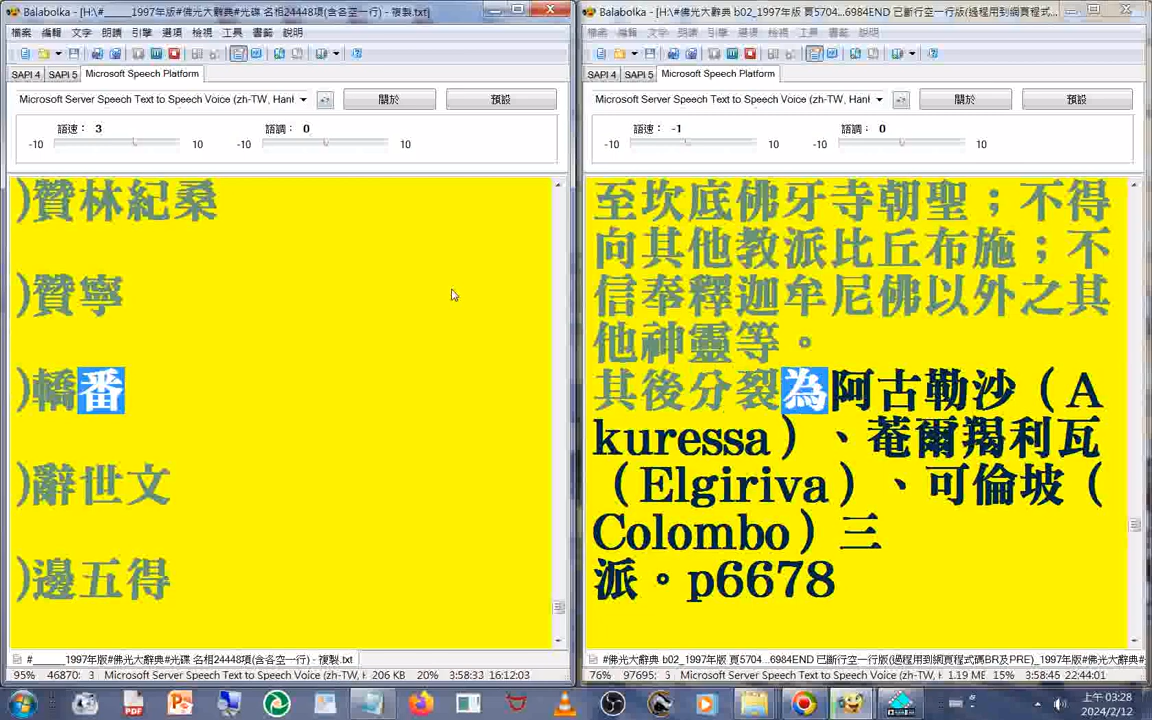 Balabolka - [H:\#_____1997年版#佛光大辭典#光碟 名相24448項(含各空一行) - 複製.txt]
檔案 編輯 文字 朗讀 引擎 選項 檢視 工具 書籤 說明
SAPI 4 SAPI 5 Microsoft Speech Platform
Microsoft Server Speech Text to Speech Voice (zh-TW, Hanl
關於 預設
語速： 3 語調： 0
-10 10 -10 10
)贊林紀桑
)贊寧
)轎番
)辭世文
)邊五得
#_____1997年版#佛光大辭典#光碟 名相24448項(含各空一行) - 複製.txt
95% 46870: 3 Microsoft Server Speech Text to Speech Voice (zh-TW, H 206 KB 20% 3:58:33 16:12:03
Balabolka - [H:\#佛光大辭典 b02_1997年版 頁5704...6984END 已斷行空一行版(過程用到網頁程式...
檔案 編輯 文字 朗讀 引擎 選項 檢視 工具 書籤 說明
SAPI 4 SAPI 5 Microsoft Speech Platform
Microsoft Server Speech Text to Speech Voice (zh-TW, Hanl
關於 預設
語速： -1 語調： 0
-10 10 -10 10
至坎底佛牙寺朝聖；不得
向其他教派比丘布施；不
信奉釋迦牟尼佛以外之其
他神靈等。
其後分裂為阿古勒沙（A
kuressa）、菴爾羯利瓦
（Elgiriva）、可倫坡（
Colombo）三
派。p6678
#佛光大辭典 b02_1997年版 頁5704...6984END 已斷行空一行版(過程用到網頁程式碼BR及PRE)_1997年版#佛光大辭典#
76% 97695: Microsoft Server Speech Text to Speech Voice (zh-TW, H 1.19 ME 15% 3:58:45 22:44:01
上午 03:28
2024/2/12